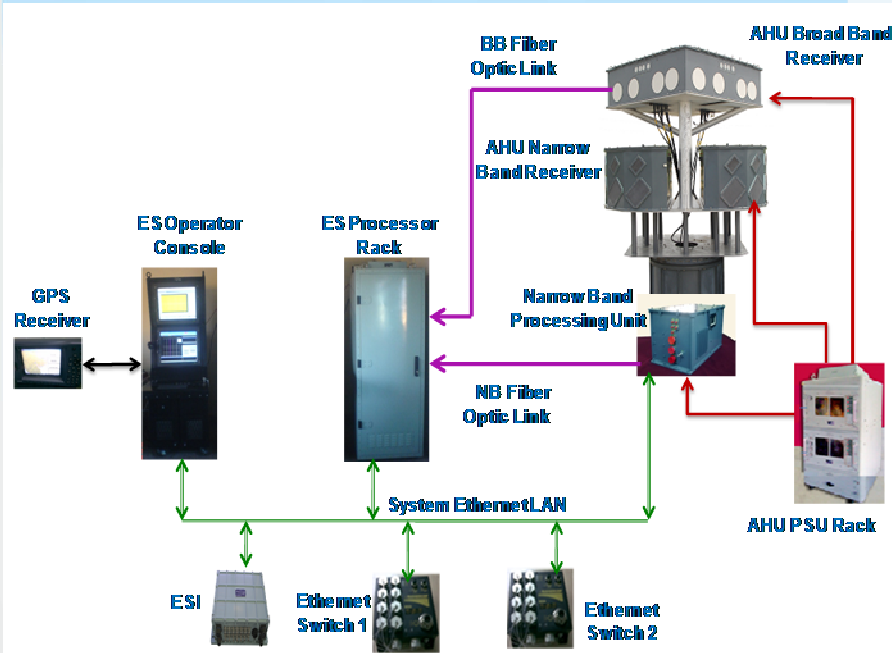 BB Fiber
Optic Link
AHU Broad Band
Receiver
AHU Narrow
Band Receiver
ES Operator
Console
ES Processor
Rack
GPS
Receiver
Narrow Band
Processing Unit
NB Fiber
Optic Link
System Ethernet LAN
AHU PSU Rack
ESI
Ethernet
Switch 1
Ethernet
Switch 2